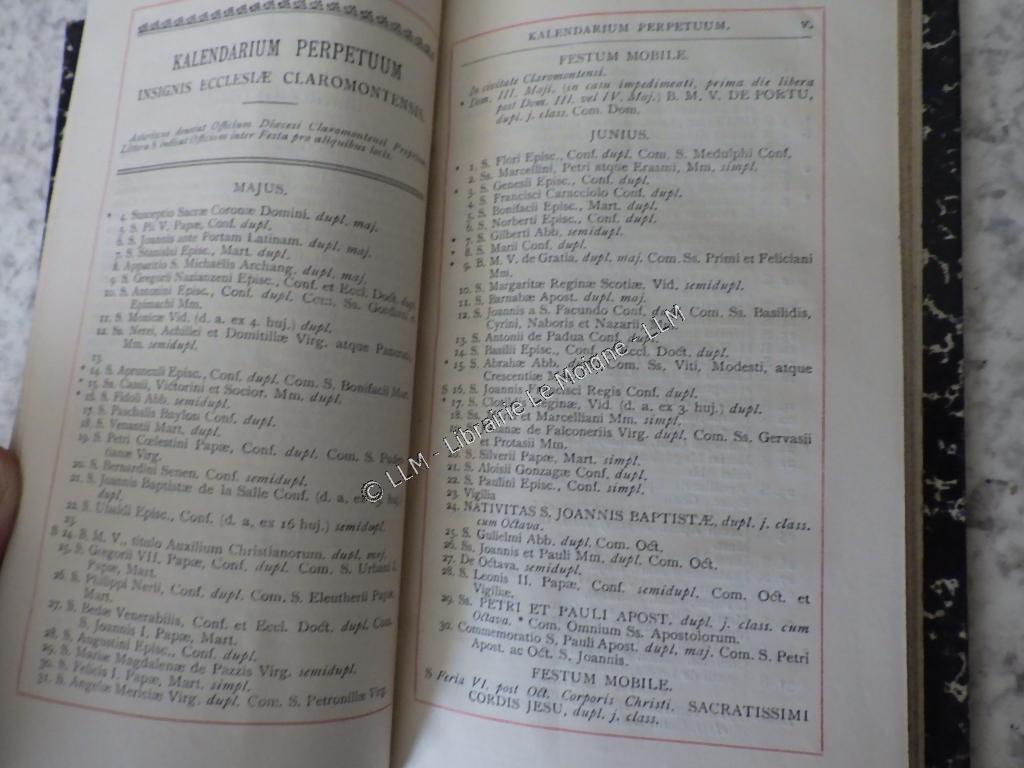 KALENDARIUM PERPETUUM
INSIGNIS ECCLESIÆ CLAROMONTENSIS.
Asteriscus denotat Officium Diœcesi Claromontensi Perpetuum
Littera S indicat Officium inter Festa pro aliquibus locis.
MAJUS.
* 4. Susceptio Sacræ Coronæ Domini. dupl. maj.
5. S. Pii V. Papæ, Conf. dupl.
6. S. Joannis ante Portam Latinam. dupl. maj.
7. S. Stanislai Episc., Mart. dupl.
8. Apparitio S. Michaelis Archang. dupl. maj.
9. S. Gregorii Nazianzeni Episc., Conf. et Eccl. Doct. dupl.
10. S. Antonini Episc., Conf. dupl. Com. Ss. Gordiani et
Epimachi Mm.
11. S. Monicæ Vid. (d. a. ex 4. huj.) dupl.
12. Ss. Nerei, Achillei et Domitillæ Virg. atque Pancratii,
Mm. semidupl.
13.
* 14. S. Aprunculi Episc., Conf. dupl. Com. S. Bonifacii Mar.
* 15. Ss. Cassii, Victorini et Socior. Mm. dupl.
* 16. S. Fidoli Abb. semidupl.
17. S. Paschalis Baylon Conf. dupl.
18. S. Venantii Mart. dupl.
19. S. Petri Cœlestini Papæ, Conf. dupl. Com. S. Puden-
tianæ Virg.
20. S. Bernardini Senen. Conf. semidupl.
21. S. Joannis Baptistæ de la Salle Conf. (d. a. ex huj.)
dupl.
22. S. Ubaldi Episc., Conf. (d. a. ex 16 huj.) semidupl.
23.
S 24. B. M. V., titulo Auxilium Christianorum. dupl. maj.
25. S. Gregorii VII. Papæ, Conf. dupl. Com. S. Urbani I.
Papæ, Mart.
26. S. Philippi Nerii, Conf. dupl. Com. S. Eleutherii Papæ
Mart.
27. S. Bedæ Venerabilis, Conf. et Eccl. Doct. dupl. Com.
S. Joannis I. Papæ, Mart.
28. S. Augustini Episc., Conf. dupl.
29. S. Mariæ Magdalenæ de Pazzis Virg. semidupl.
30. S. Felicis I. Papæ, Mart. simpl.
31. S. Angelæ Mericiæ Virg. dupl. Com. S. Petronillæ Virg
KALENDARIUM PERPETUUM. v.
FESTUM MOBILE.
In civitate Claromontensi.
* Dom. III. Maji. (in casu impedimenti, prima die libera
post Dom. III. vel IV. Maj.) B. M. V. DE PORTU,
dupl. j. class. Com. Dom.
JUNIUS.
* 1. S. Flori Episc., Conf. dupl. Com. S. Medulphi Conf.
2. Ss. Marcellini, Petri atque Erasmi, Mm. simpl.
* 3. S. Genesii Episc., Conf. dupl.
4. S. Francisci Caracciolo Conf. dupl.
5. S. Bonifacii Episc., Mart. dupl.
6. S. Norberti Episc., Conf. dupl.
* 7. S. Gilberti Abb. semidupl.
* 8. S. Marii Conf. dupl.
* 9. B. M. V. de Gratia, dupl. maj. Com. Ss. Primi et Feliciani
Mm.
10. S. Margaritæ Reginæ Scotiæ, Vid. semidupl.
11. S. Barnabæ Apost. dupl. maj.
12. S. Joannis a S. Facundo Conf. dupl. Com. Ss. Basilidis,
Cyrini, Naboris et Nazarii
13. S. Antonii de Padua Conf. dupl.
14. S. Basilii Episc., Conf. et Eccl. Doct. dupl.
* 15. S. Abrahæ Abb. Com. Ss. Viti, Modesti, atque
Crescentiæ Mm.
S 16. S. Joannis Francisci Regis Conf. dupl.
* 17. S. Clotildis Reginæ, Vid. (d. a. ex 3. huj.) dupl.
18. Ss. Marci et Marcelliani Mm. simpl.
19. S. Julianæ de Falconeriis Virg. dupl. Com. Ss. Gervasii
et Protasii Mm.
20. S. Silverii Papæ, Mart. simpl.
21. S. Aloisii Gonzagæ Conf. dupl.
22. S. Paulini Episc., Conf. simpl.
23. Vigilia
24. NATIVITAS S. JOANNIS BAPTISTÆ, dupl. j. class.
cum Octava.
25. S. Gulielmi Abb. dupl. Com. Oct.
26. Ss. Joannis et Pauli Mm. dupl. Com. Oct.
27. De Octava. semidupl.
28. S. Leonis II. Papæ, Conf. semidupl. Com. Oct. et
Vigiliæ.
29. Ss. PETRI ET PAULI APOST. dupl. j. class. cum
Octava. * Com. Omnium Ss. Apostolorum.
30. Commemoratio S. Pauli Apost. dupl. maj. Com. S. Petri
Apost. ac Oct. S. Joannis.
FESTUM MOBILE.
S Feria VI. post Oct. Corporis Christi. SACRATISSIMI
CORDIS JESU, dupl. j. class.
© LLM - Librairie Le Moigne - LLM